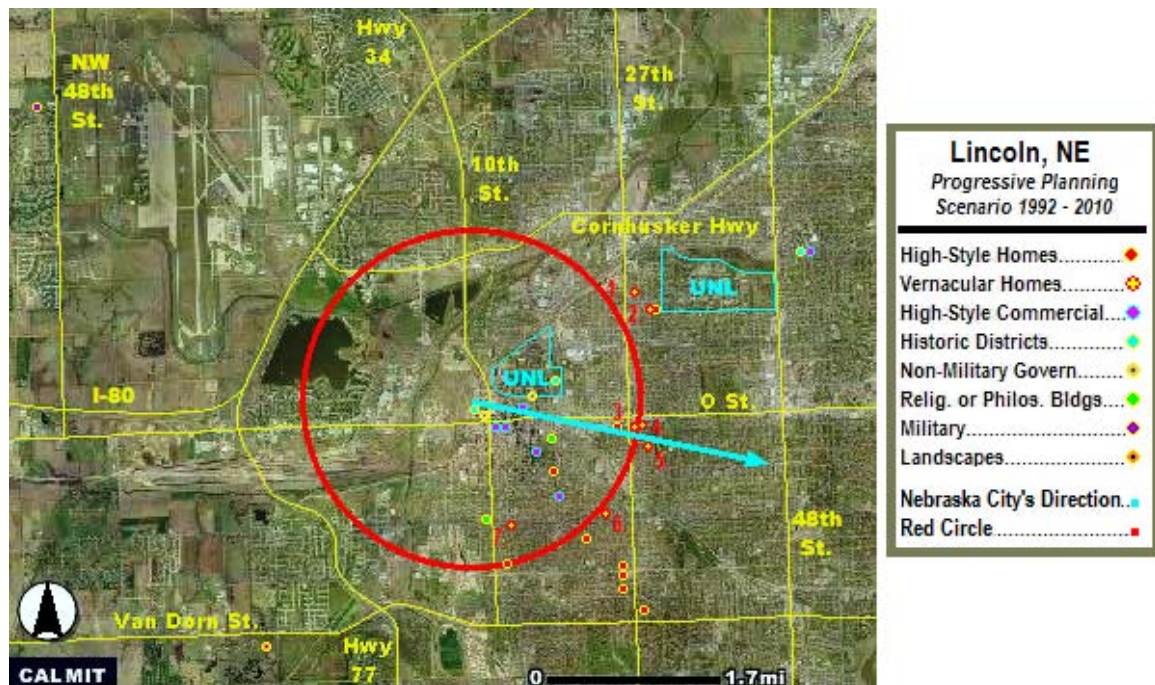 Hwy
34
NW
48th
St.
27th
St.
10th
St.
Cornhusker Hwy
1
2
UNL
UNL
I-80
O St.
3
4
5
6
7
48th
St.
Van Dorn St.
Hwy
77
CALMIT
0 1.7mi
Lincoln, NE
Progressive Planning
Scenario 1992 - 2010
High-Style Homes............
Vernacular Homes..........
High-Style Commercial....
Historic Districts...............
Non-Military Govern........
Relig. or Philos. Bldgs....
Military..............................
Landscapes.......................
Nebraska City's Direction..
Red Circle.......................